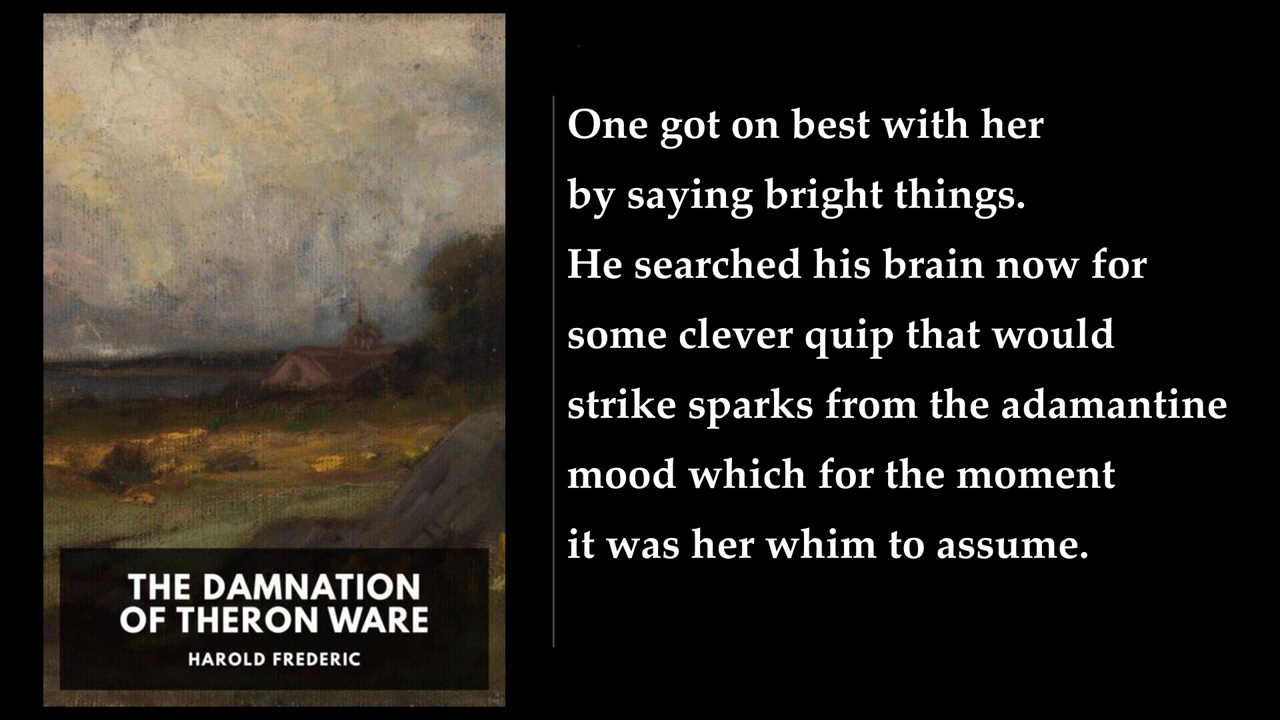 THE DAMNATION
OF THERON WARE
HAROLD FREDERIC
One got on best with her
by saying bright things.
He searched his brain now for
some clever quip that would
strike sparks from the adamantine
mood which for the moment
it was her whim to assume.